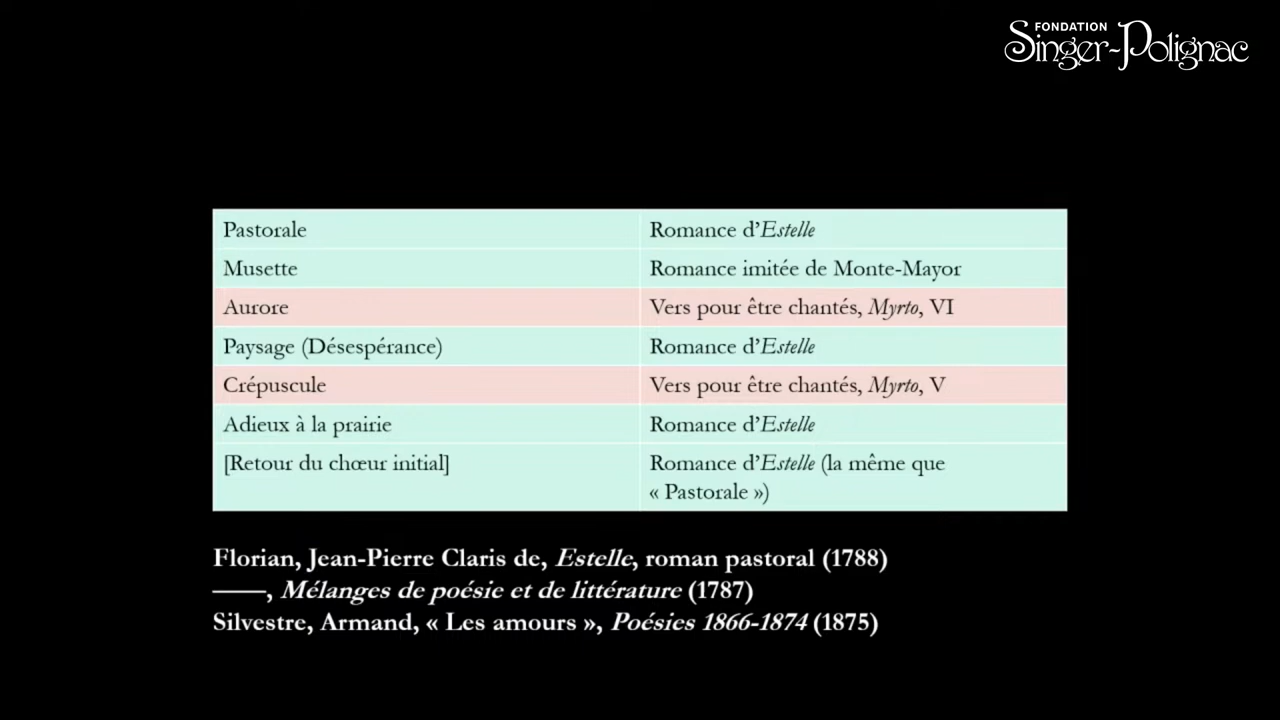 FONDATION
Singer-Polignac
Pastorale
Romance d’Estelle
Musette
Romance imitée de Monte-Mayor
Aurore
Vers pour être chantés, Myrto, VI
Paysage (Désespérance)
Romance d’Estelle
Crépuscule
Vers pour être chantés, Myrto, V
Adieux à la prairie
Romance d’Estelle
[Retour du chœur initial]
Romance d’Estelle (la même que
« Pastorale »)
Florian, Jean-Pierre Claris de, Estelle, roman pastoral (1788)
——, Mélanges de poésie et de littérature (1787)
Silvestre, Armand, « Les amours », Poésies 1866-1874 (1875)